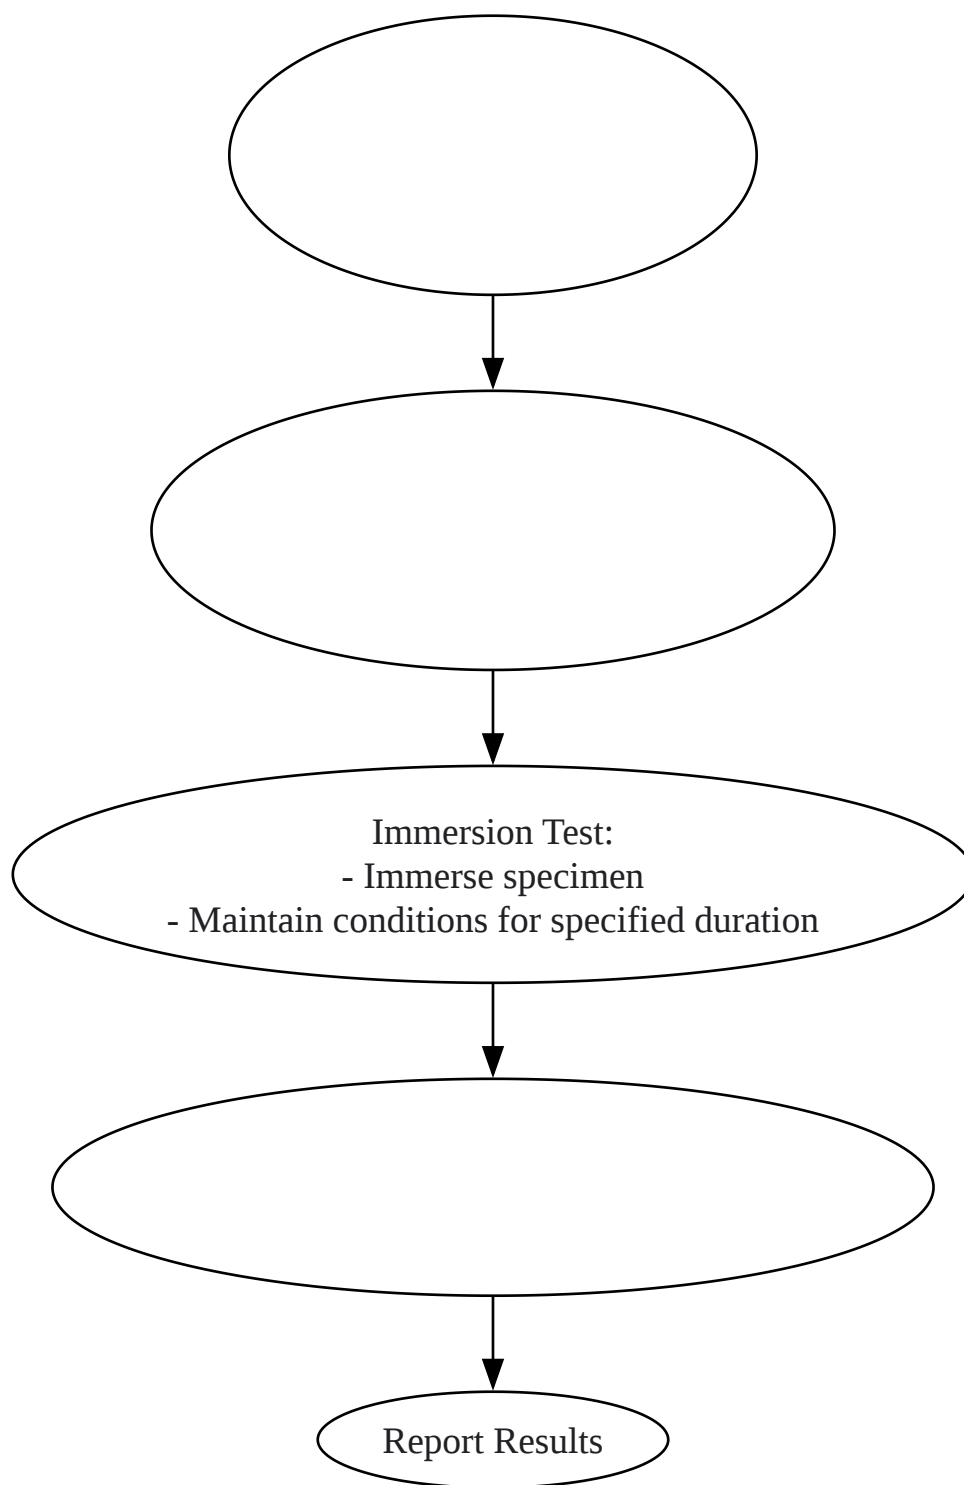 Immersion Test:
- Immerse specimen
- Maintain conditions for specified duration
Report Results